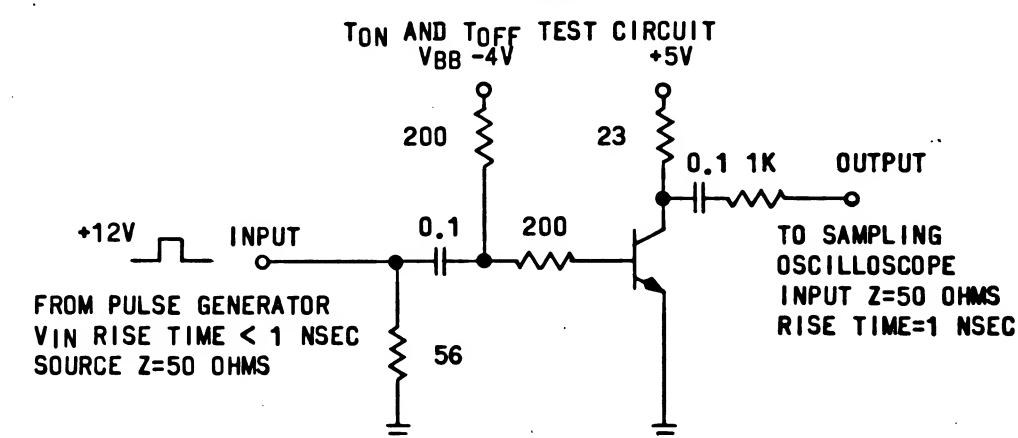 TON AND TOFF TEST CIRCUIT
VBB -4V
+5V
200
23
0.1 1K
OUTPUT
+12V
INPUT
0.1
200
TO SAMPLING
OSCILLOSCOPE
INPUT Z=50 OHMS
RISE TIME=1 NSEC
FROM PULSE GENERATOR
VIN RISE TIME < 1 NSEC
SOURCE Z=50 OHMS
56